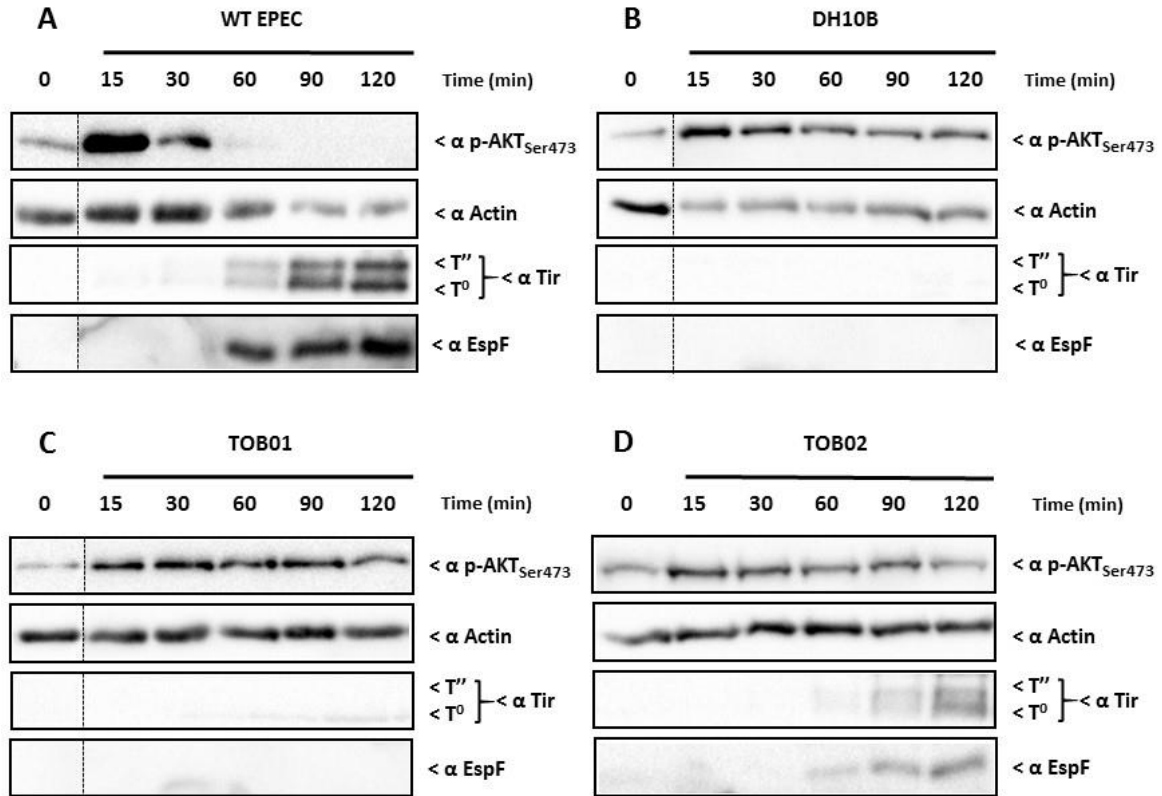 A
WT EPEC
0 15 30 60 90 120 Time (min)
< α p-AKTSer473
< α Actin
< T”
< T⁰
< α Tir
< α EspF
B
DH10B
0 15 30 60 90 120 Time (min)
< α p-AKTSer473
< α Actin
< T”
< T⁰
< α Tir
< α EspF
C
TOB01
0 15 30 60 90 120 Time (min)
< α p-AKTSer473
< α Actin
< T”
< T⁰
< α Tir
< α EspF
D
TOB02
0 15 30 60 90 120 Time (min)
< α p-AKTSer473
< α Actin
< T”
< T⁰
< α Tir
< α EspF